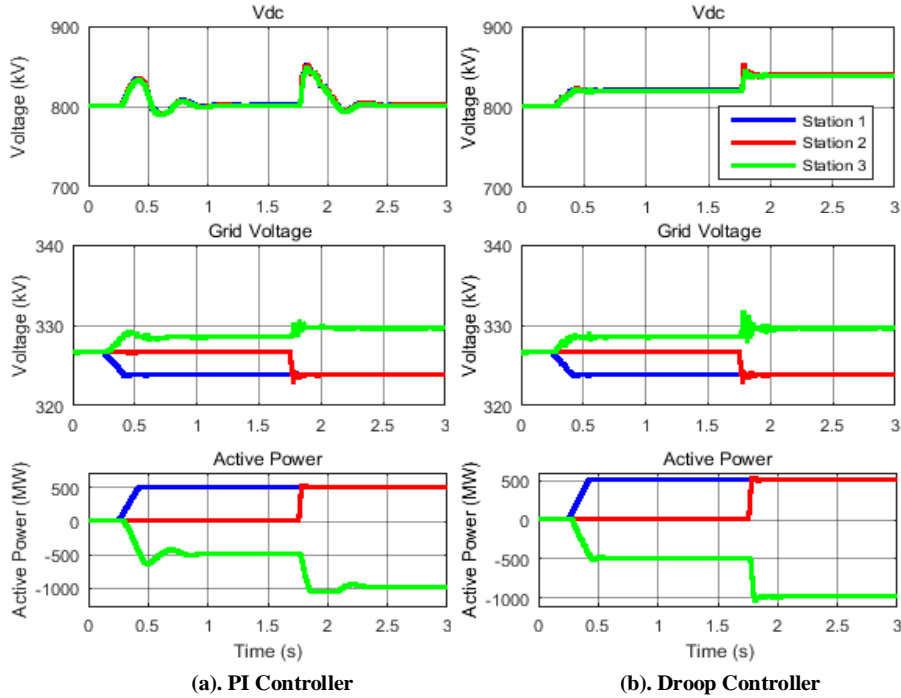 Vdc
Voltage (kV)
900
800
700
0 0.5 1 1.5 2 2.5 3
Grid Voltage
Voltage (kV)
340
330
320
0 0.5 1 1.5 2 2.5 3
Active Power
Active Power (MW)
500
0
-500
-1000
0 0.5 1 1.5 2 2.5 3
Time (s)
(a). PI Controller
Vdc
Voltage (kV)
900
800
700
Station 1
Station 2
Station 3
0 0.5 1 1.5 2 2.5 3
Grid Voltage
Voltage (kV)
340
330
320
0 0.5 1 1.5 2 2.5 3
Active Power
Active Power (MW)
500
0
-500
-1000
0 0.5 1 1.5 2 2.5 3
Time (s)
(b). Droop Controller